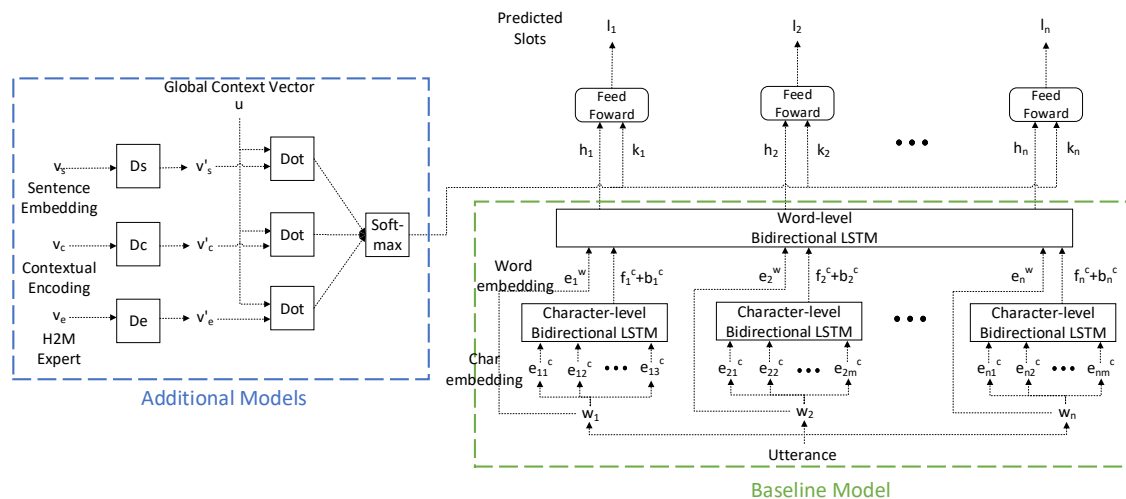 Predicted
Slots
l₁
l₂
lₙ
Feed
Foward
Feed
Foward
Feed
Foward
h₁
k₁
h₂
k₂
•••
hₙ
kₙ
Global Context Vector
u
vₛ
Ds
v'ₛ
Dot
Sentence
Embedding
v_c
Dc
v'_c
Dot
Soft-
max
Contextual
Encoding
vₑ
De
v'ₑ
Dot
H2M
Expert
Additional Models
Word-level
Bidirectional LSTM
Word
embedding
e₁ʷ
f₁ᶜ+b₁ᶜ
e₂ʷ
f₂ᶜ+b₂ᶜ
eₙʷ
fₙᶜ+bₙᶜ
Character-level
Bidirectional LSTM
Character-level
Bidirectional LSTM
•••
Character-level
Bidirectional LSTM
Char
embedding
e₁₁ᶜ
e₁₂ᶜ
•••
e₁₃ᶜ
e₂₁ᶜ
e₂₂ᶜ
•••
e₂ₘᶜ
eₙ₁ᶜ
eₙ₂ᶜ
•••
eₙₘᶜ
w₁
w₂
wₙ
Utterance
Baseline Model